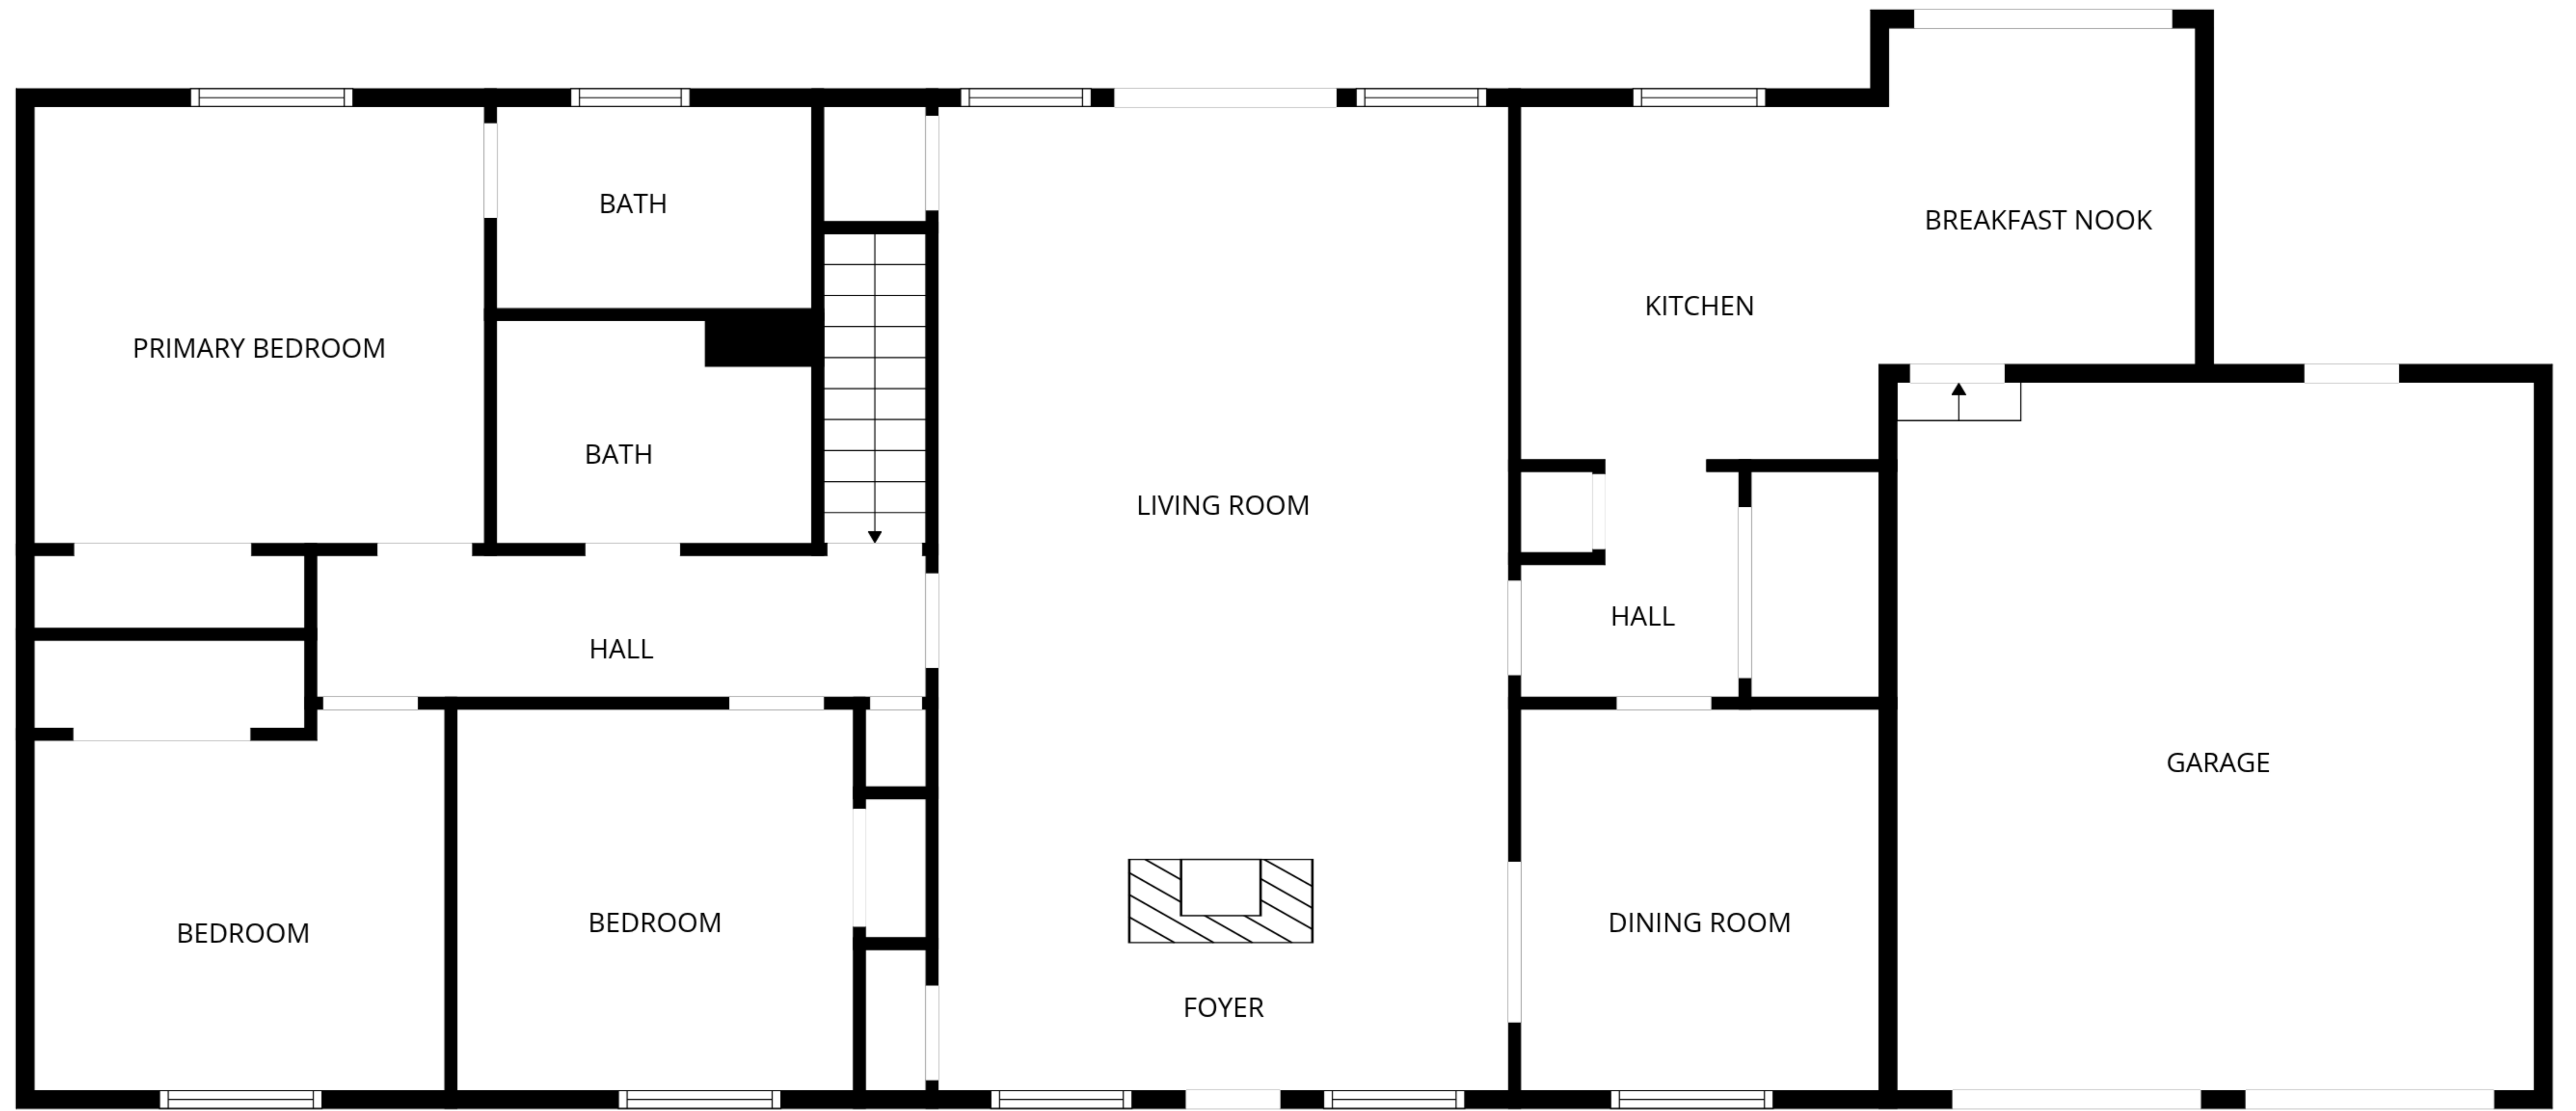 BATH
BREAKFAST NOOK
KITCHEN
PRIMARY BEDROOM
BATH
LIVING ROOM
HALL
HALL
GARAGE
BEDROOM
BEDROOM
DINING ROOM
FOYER